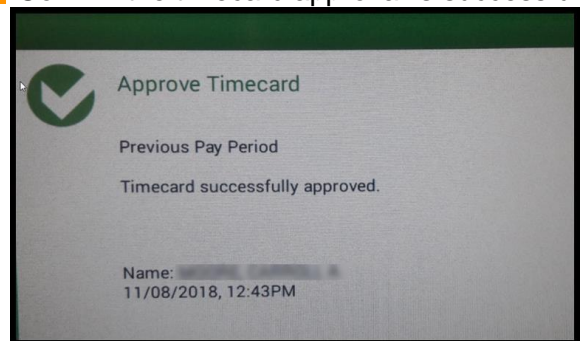 Approve Timecard
Previous Pay Period
Timecard successfully approved.
Name:
11/08/2018, 12:43PM